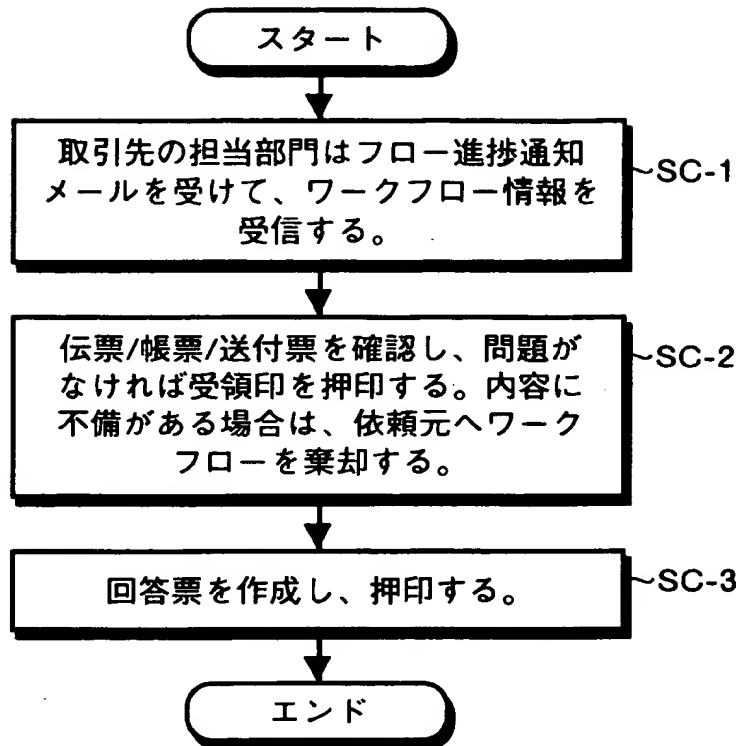 スタート
取引先の担当部門はフロー進捗通知
メールを受けて、ワークフロー情報を
受信する。
~SC-1
伝票/帳票/送付票を確認し、問題が
なければ受領印を押印する。内容に
不備がある場合は、依頼元へワーク
フローを棄却する。
~SC-2
回答票を作成し、押印する。
~SC-3
エンド